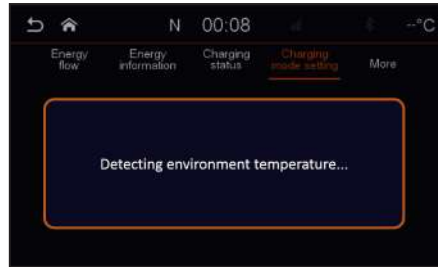 N 00:08 --°C
Energy flow
Energy information
Charging status
Charging mode setting
More
Detecting environment temperature...